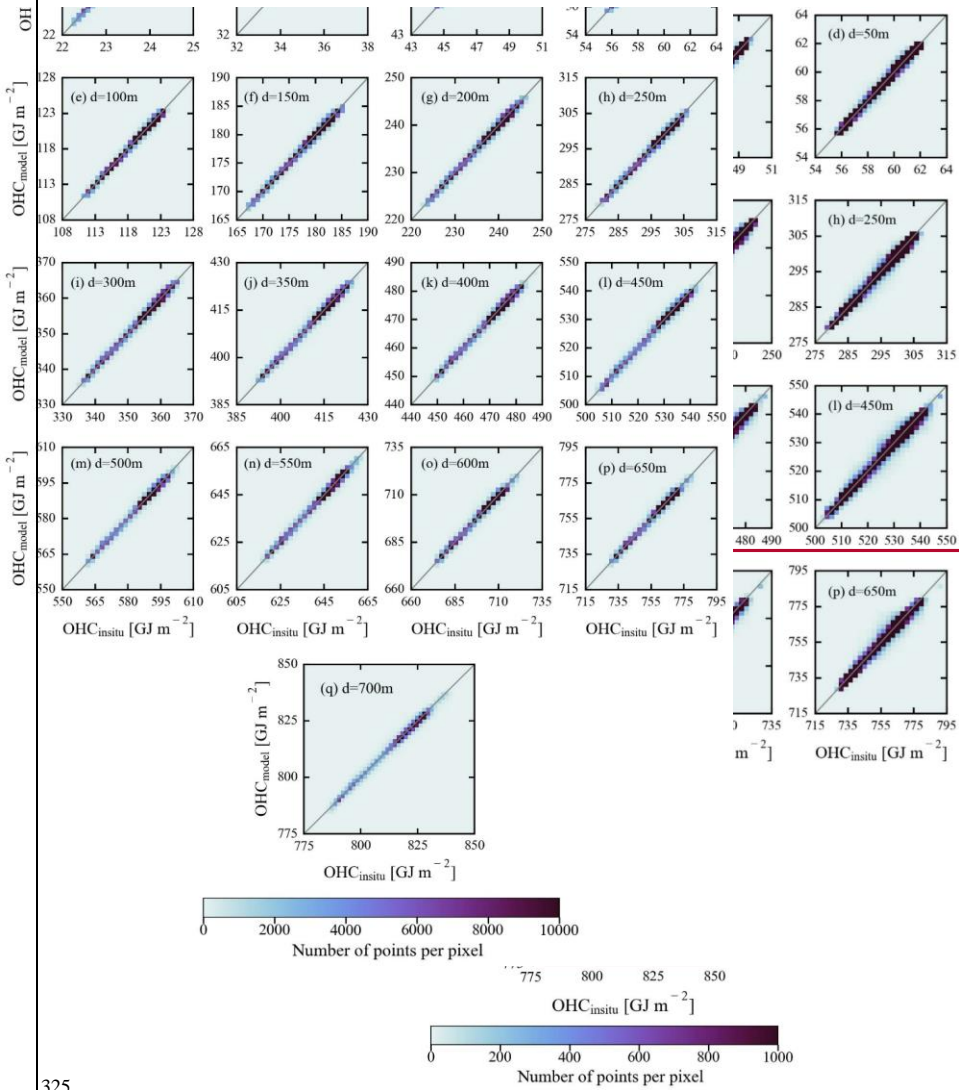 OH
22
22 23 24 25
32
32 34 36 38
43
43 45 47 49 51
54
54 56 58 60 62 64
49 51
64
62
60
58
56
54
(d) d=50m
54 56 58 60 62 64
OHC_model [GJ m⁻²]
128
123
118
113
108
(e) d=100m
108 113 118 123 128
190
185
180
175
170
165
(f) d=150m
165 170 175 180 185 190
250
240
230
220
(g) d=200m
220 230 240 250
315
305
295
285
275
(h) d=250m
275 285 295 305 315
250
315
305
295
285
275
(h) d=250m
275 285 295 305 315
OHC_model [GJ m⁻²]
370
360
350
340
330
(i) d=300m
330 340 350 360 370
430
415
400
385
(j) d=350m
385 400 415 430
490
480
470
460
450
440
(k) d=400m
440 450 460 470 480 490
550
540
530
520
510
500
(l) d=450m
500 510 520 530 540 550
480 490
550
540
530
520
510
500
(l) d=450m
500 510 520 530 540 550
OHC_model [GJ m⁻²]
610
595
580
565
550
(m) d=500m
550 565 580 595 610
665
645
625
605
(n) d=550m
605 625 645 665
735
710
685
660
(o) d=600m
660 685 710 735
795
775
755
735
715
(p) d=650m
715 735 755 775 795
735
795
775
755
735
715
(p) d=650m
715 735 755 775 795
OHC_insitu [GJ m⁻²]
OHC_insitu [GJ m⁻²]
OHC_insitu [GJ m⁻²]
OHC_insitu [GJ m⁻²]
m⁻²]
OHC_insitu [GJ m⁻²]
OHC_model [GJ m⁻²]
850
825
800
775
(q) d=700m
775 800 825 850
OHC_insitu [GJ m⁻²]
0 2000 4000 6000 8000 10000
Number of points per pixel
775
775 800 825 850
OHC_insitu [GJ m⁻²]
0 200 400 600 800 1000
Number of points per pixel
325